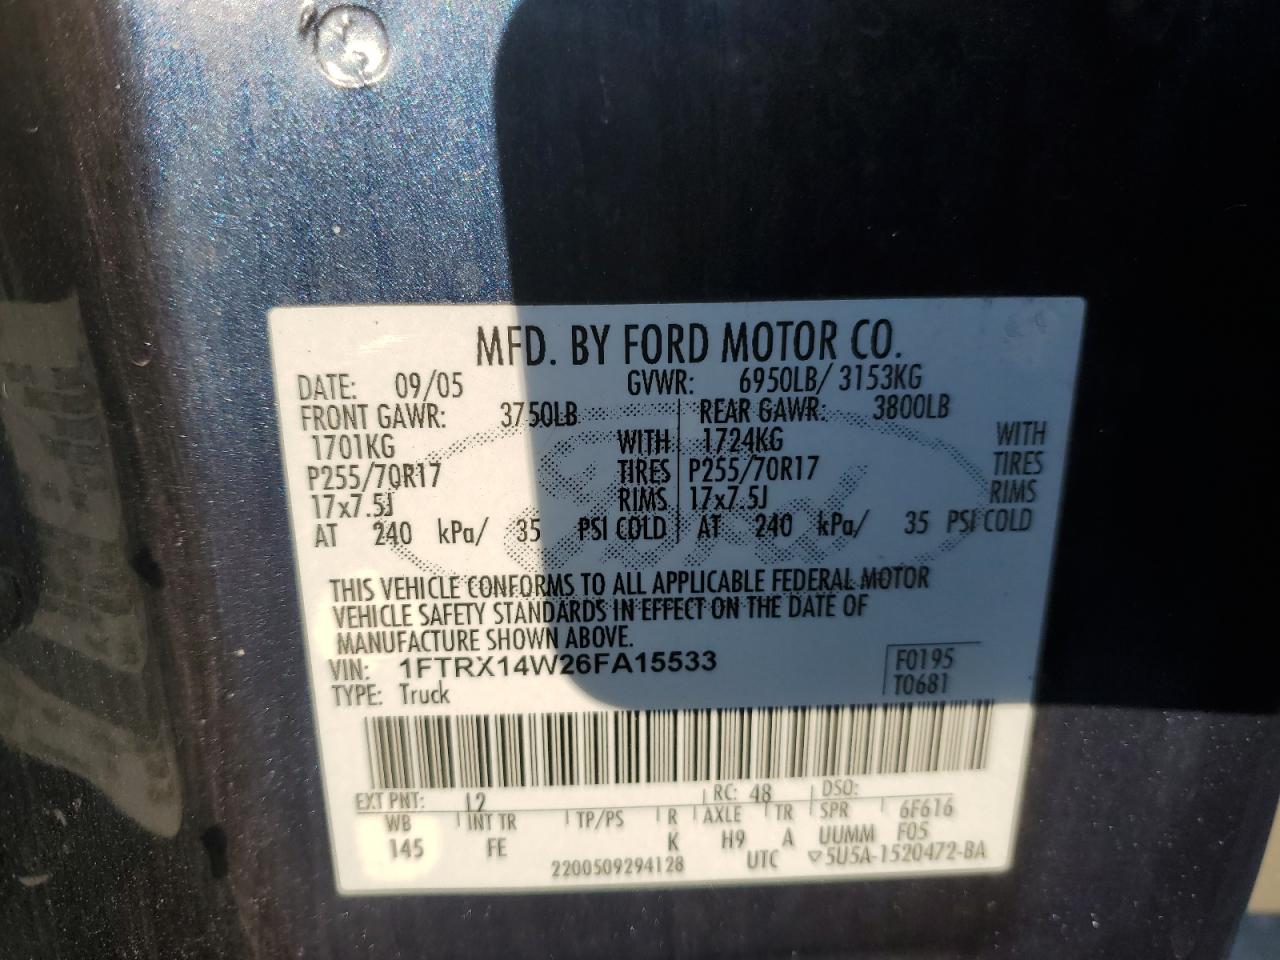 MFD. BY FORD MOTOR CO.
DATE: 09/05 GVWR: 6950LB/ 3153KG
FRONT GAWR: 3750LB REAR GAWR: 3800LB
1701KG WITH 1724KG WITH
P255/70R17 TIRES P255/70R17 TIRES
17x7.5J RIMS 17x7.5J RIMS
AT 240 kPa/ 35 PSI COLD AT 240 kPa/ 35 PSI COLD
Ford
THIS VEHICLE CONFORMS TO ALL APPLICABLE FEDERAL MOTOR
VEHICLE SAFETY STANDARDS IN EFFECT ON THE DATE OF
MANUFACTURE SHOWN ABOVE.
VIN: 1FTRX14W26FA15533 F0195
TYPE: Truck T0681
EXT PNT: L2 RC: 48 DSO:
WB INT TR TP/PS R AXLE TR SPR 6F616
145 FE K H9 A UUMM F05
2200509294128 UTC ▽5U5A-1520472-BA